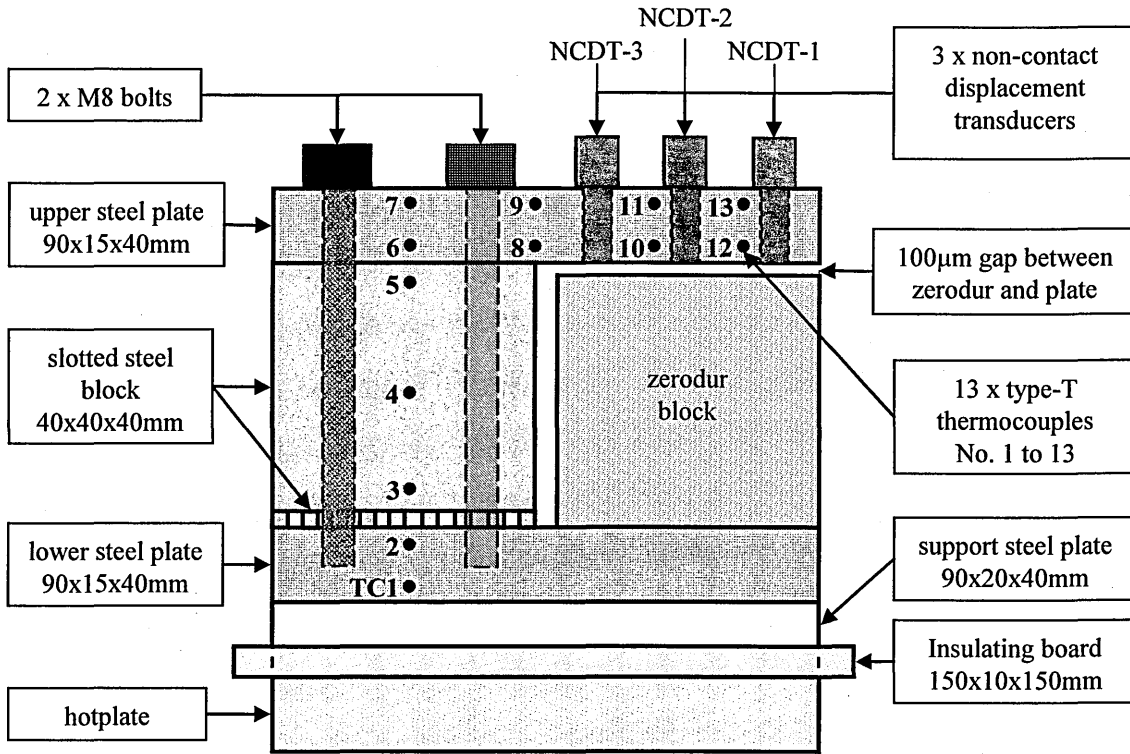 NCDT-2
NCDT-3
NCDT-1
3 x non-contact
displacement
transducers
2 x M8 bolts
upper steel plate
90x15x40mm
7
9
11
13
6
8
10
12
5
100µm gap between
zerodur and plate
slotted steel
block
40x40x40mm
4
zerodur
block
13 x type-T
thermocouples
No. 1 to 13
3
lower steel plate
90x15x40mm
2
TC1
support steel plate
90x20x40mm
Insulating board
150x10x150mm
hotplate